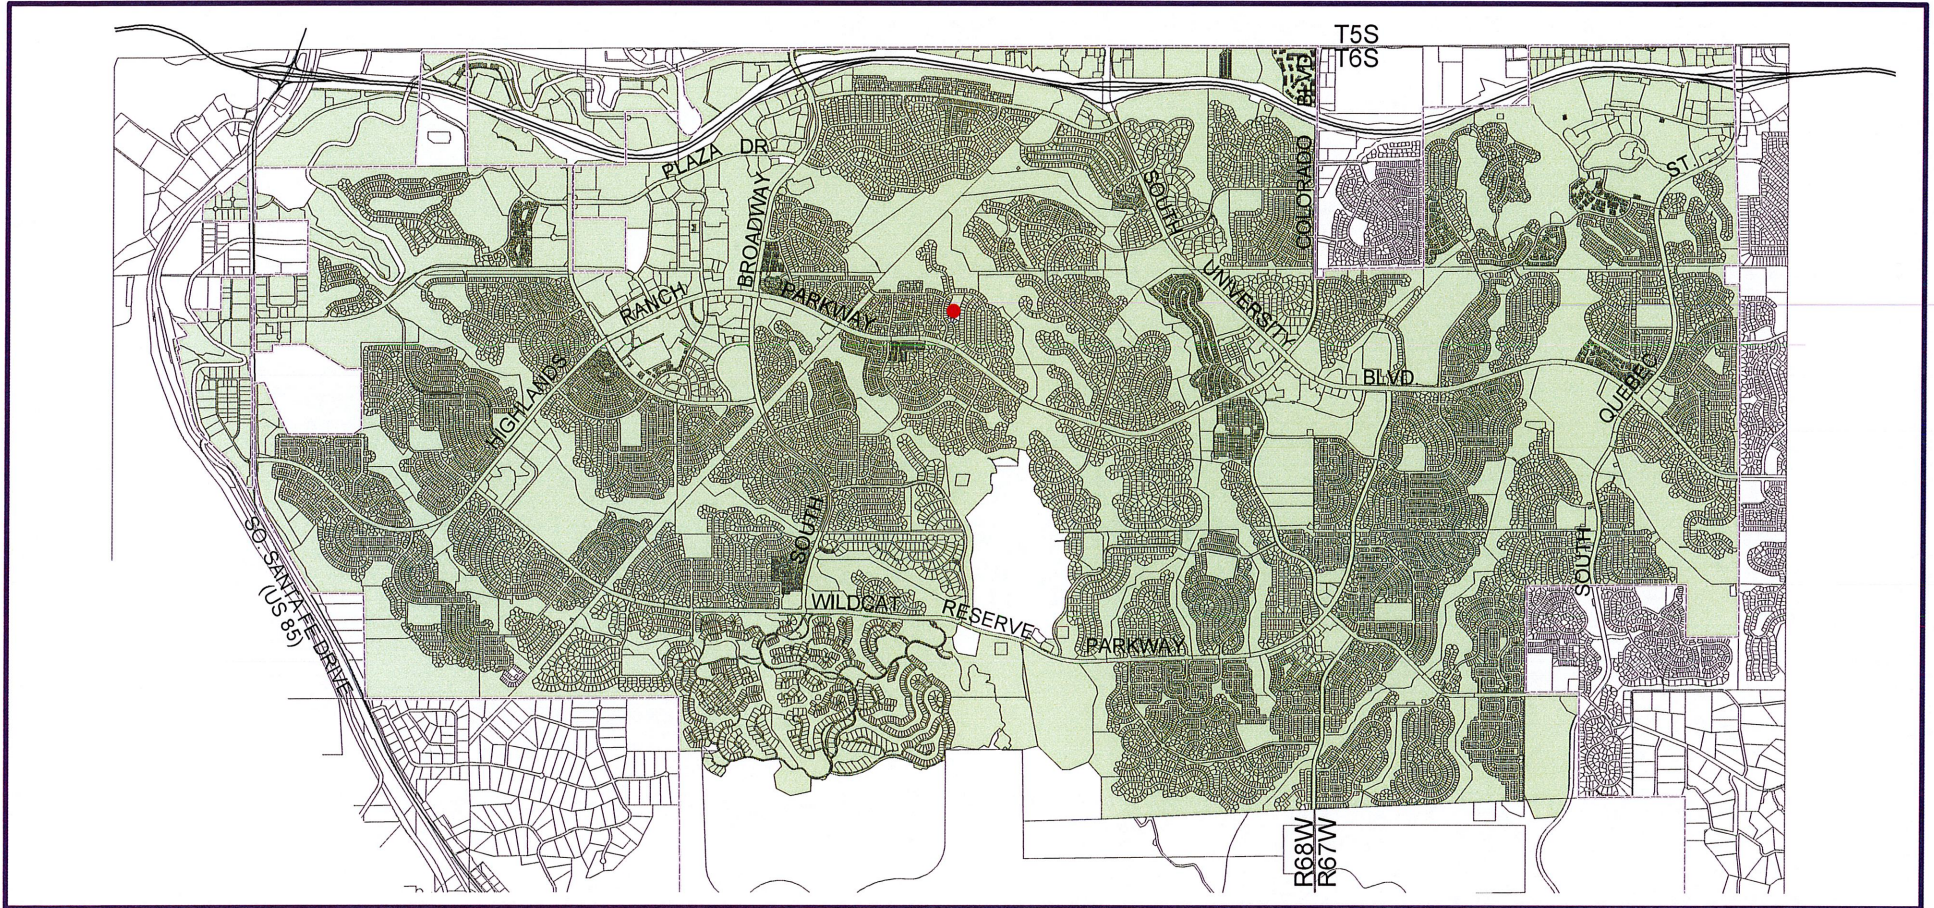 T5S
T6S
BLVD
PLAZA DR
COLORADO
ST.
SOUTH
BROADWAY
UNIVERSITY
RANCH
PARKWAY
HIGHLANDS
BLVD.
QUEBEC
SOUTH
SOUTH
SO. SANTA FE DRIVE
(US 85)
WILDCAT
RESERVE
PARKWAY
R68W
R67W